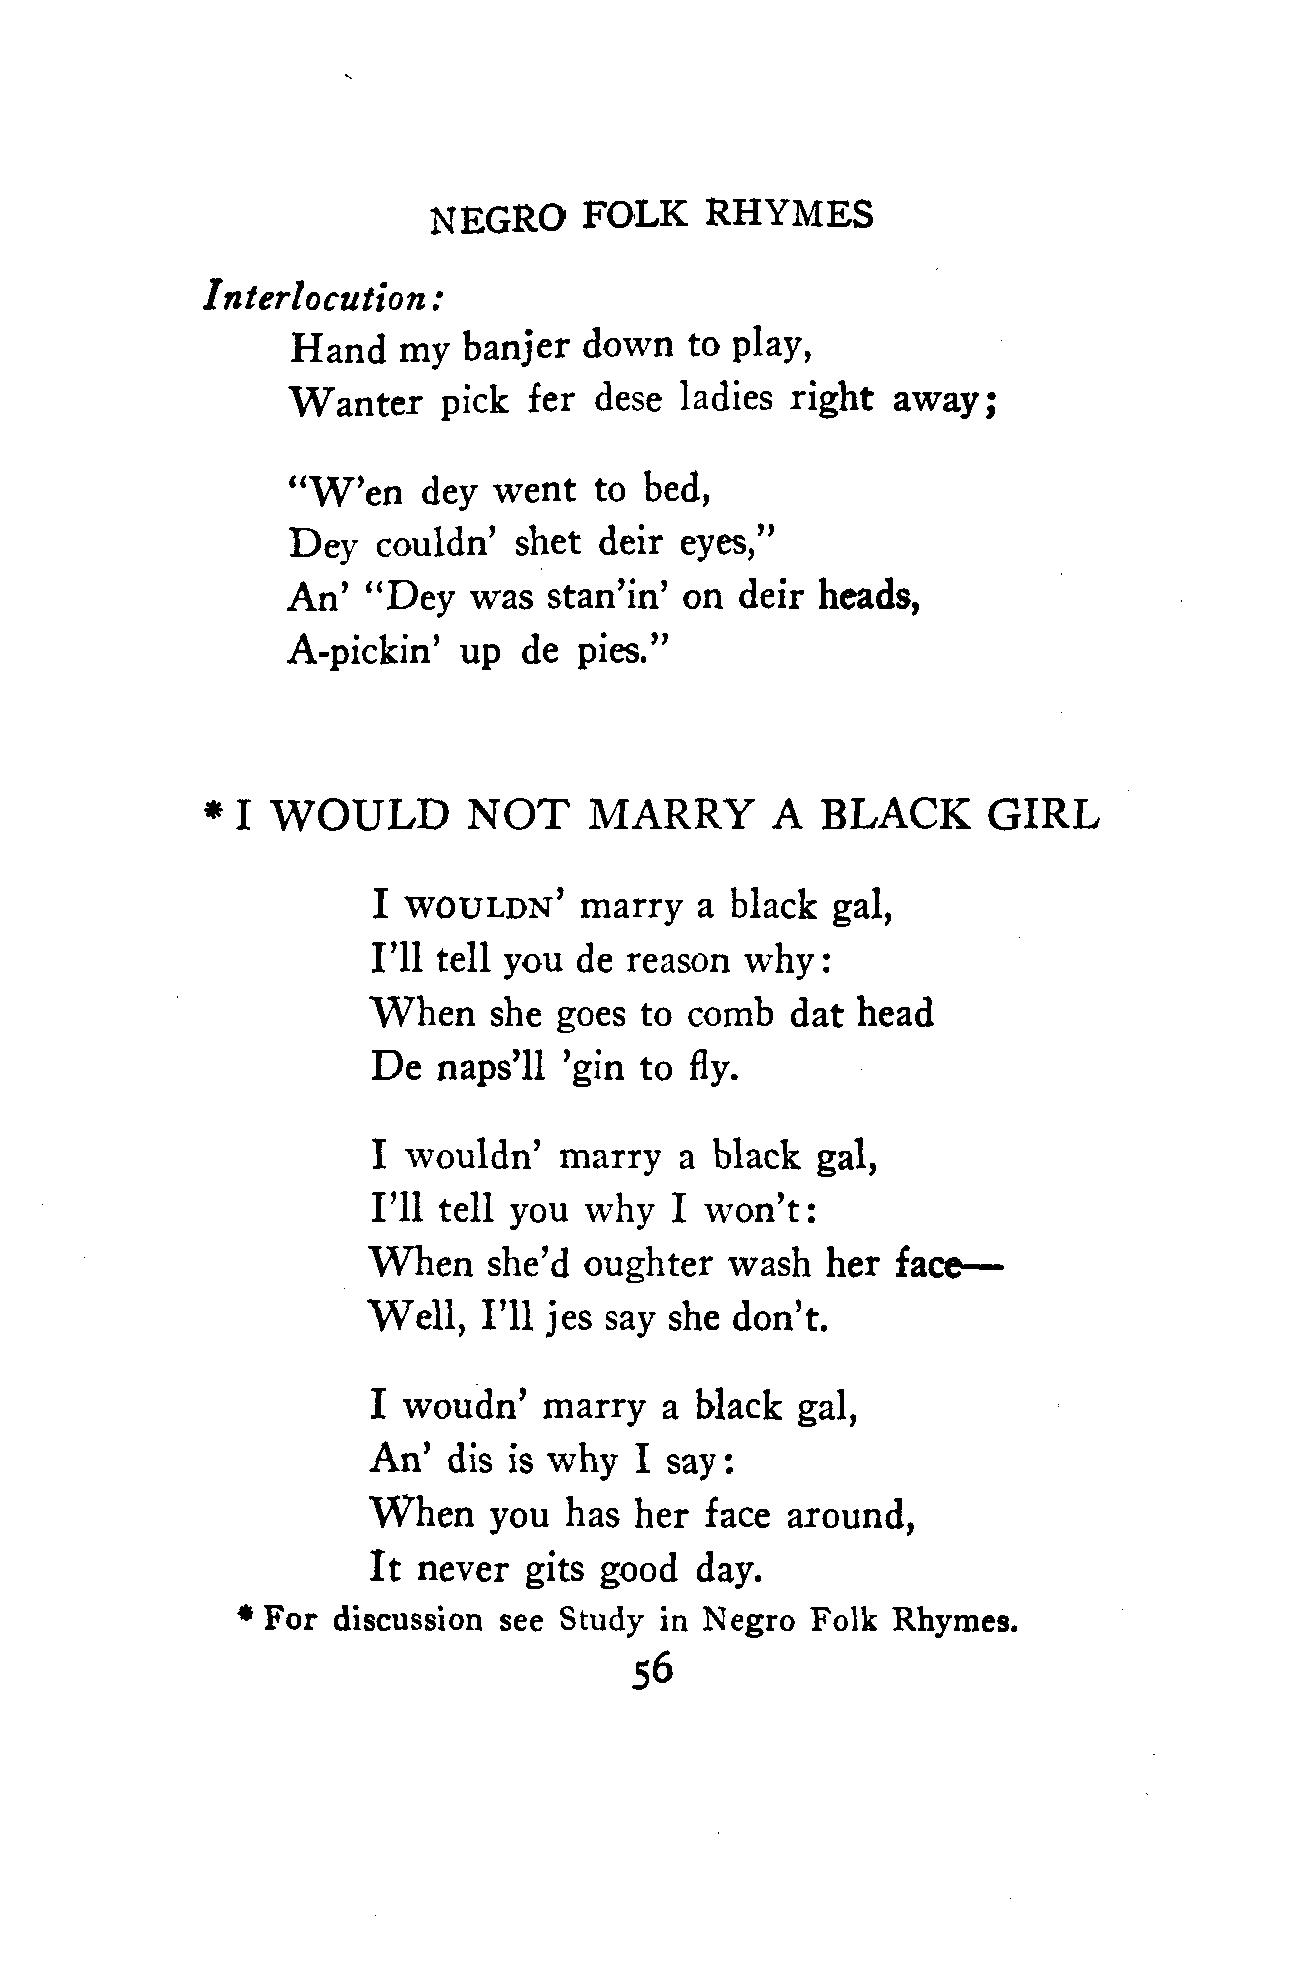 NEGRO FOLK RHYMES
Interlocution:
Hand my banjer down to play,
Wanter pick fer dese ladies right away;
“W’en dey went to bed,
Dey couldn’ shet deir eyes,”
An’ “Dey was stan’in’ on deir heads,
A-pickin’ up de pies.”
* I WOULD NOT MARRY A BLACK GIRL
I WOULDN’ marry a black gal,
I’ll tell you de reason why:
When she goes to comb dat head
De naps’ll ’gin to fly.
I wouldn’ marry a black gal,
I’ll tell you why I won’t:
When she’d oughter wash her face—
Well, I’ll jes say she don’t.
I woudn’ marry a black gal,
An’ dis is why I say:
When you has her face around,
It never gits good day.
* For discussion see Study in Negro Folk Rhymes.
56